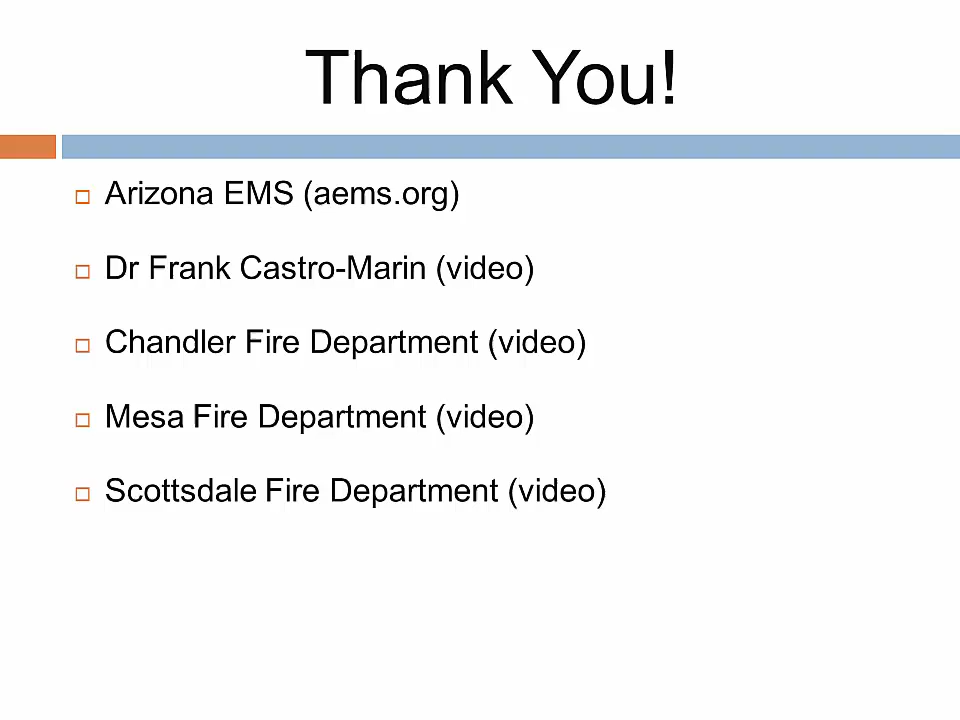 Thank You!
Arizona EMS (aems.org)
Dr Frank Castro-Marin (video)
Chandler Fire Department (video)
Mesa Fire Department (video)
Scottsdale Fire Department (video)